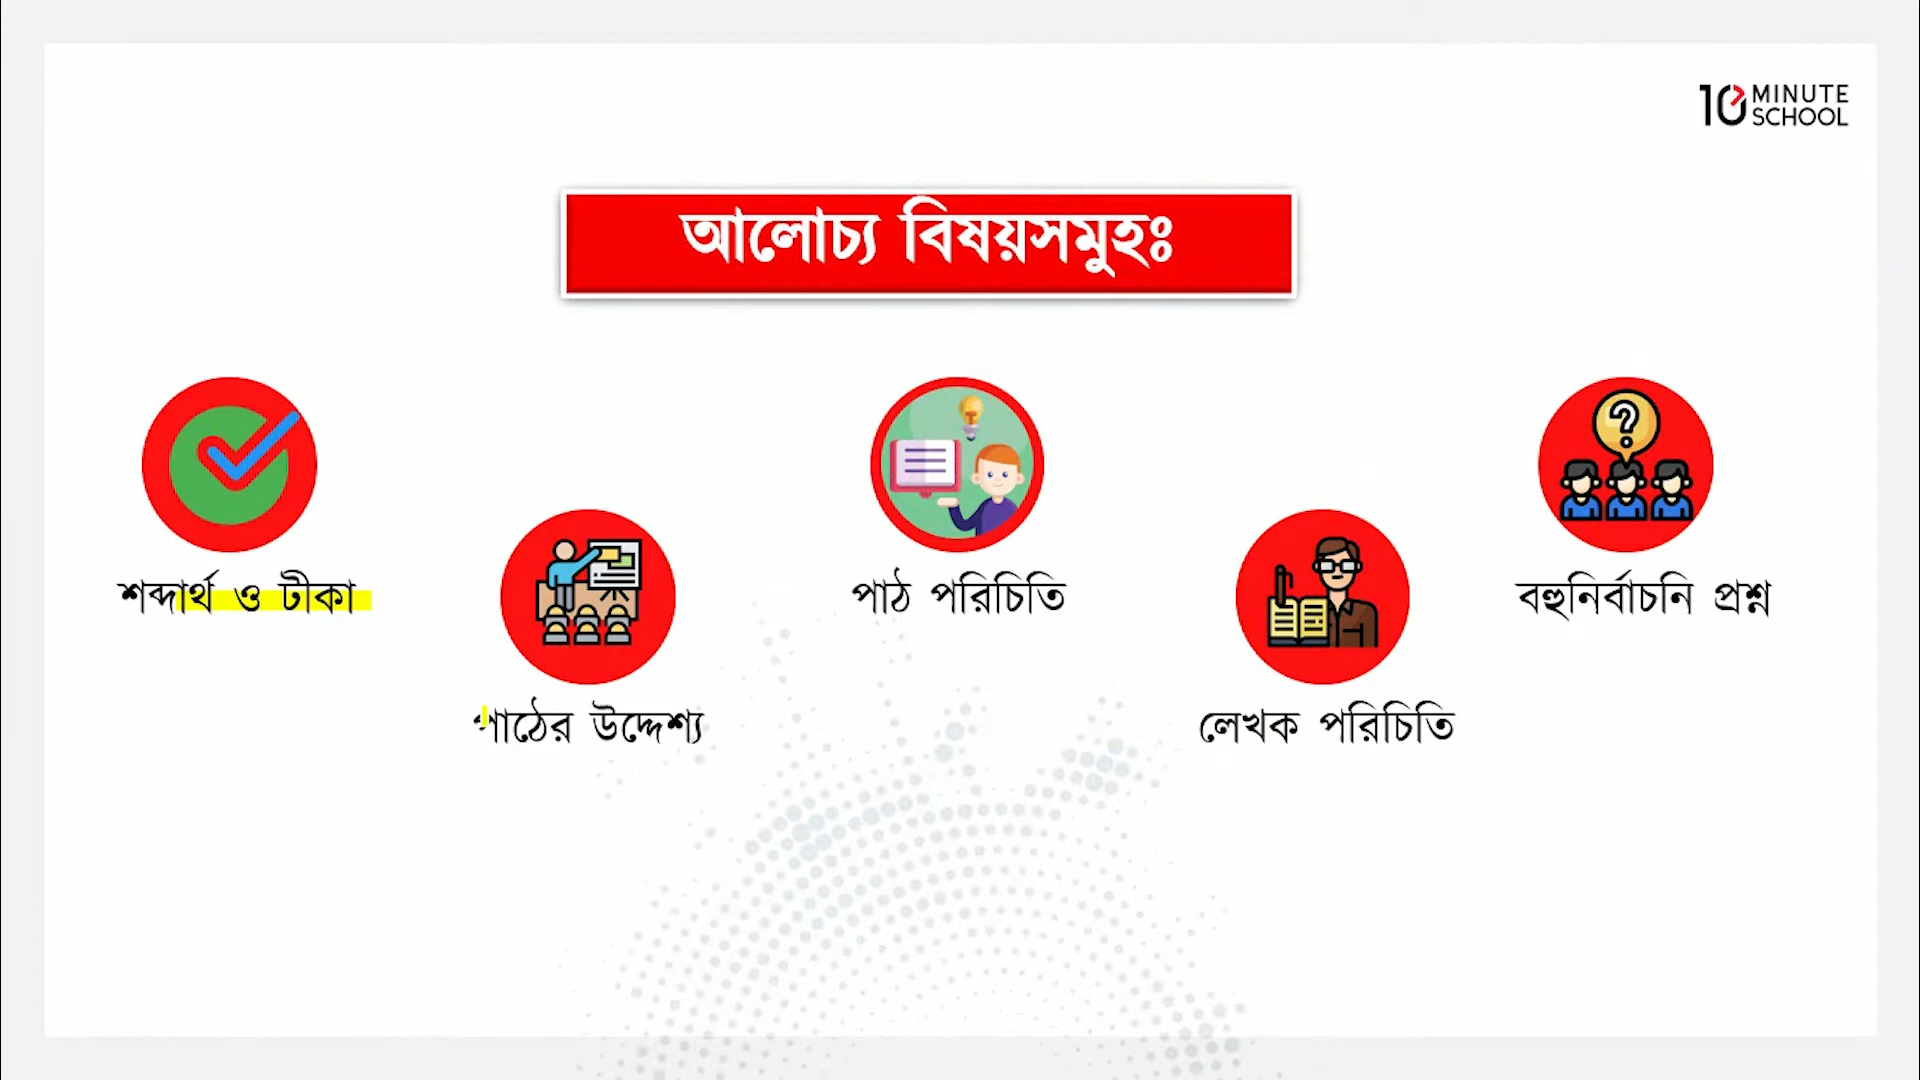 10 MINUTE
SCHOOL
আলোচ্য বিষয়সমুহঃ
শব্দার্থ ও টীকা
পাঠের উদ্দেশ্য
পাঠ পরিচিতি
লেখক পরিচিতি
বহুনির্বাচনি প্রশ্ন